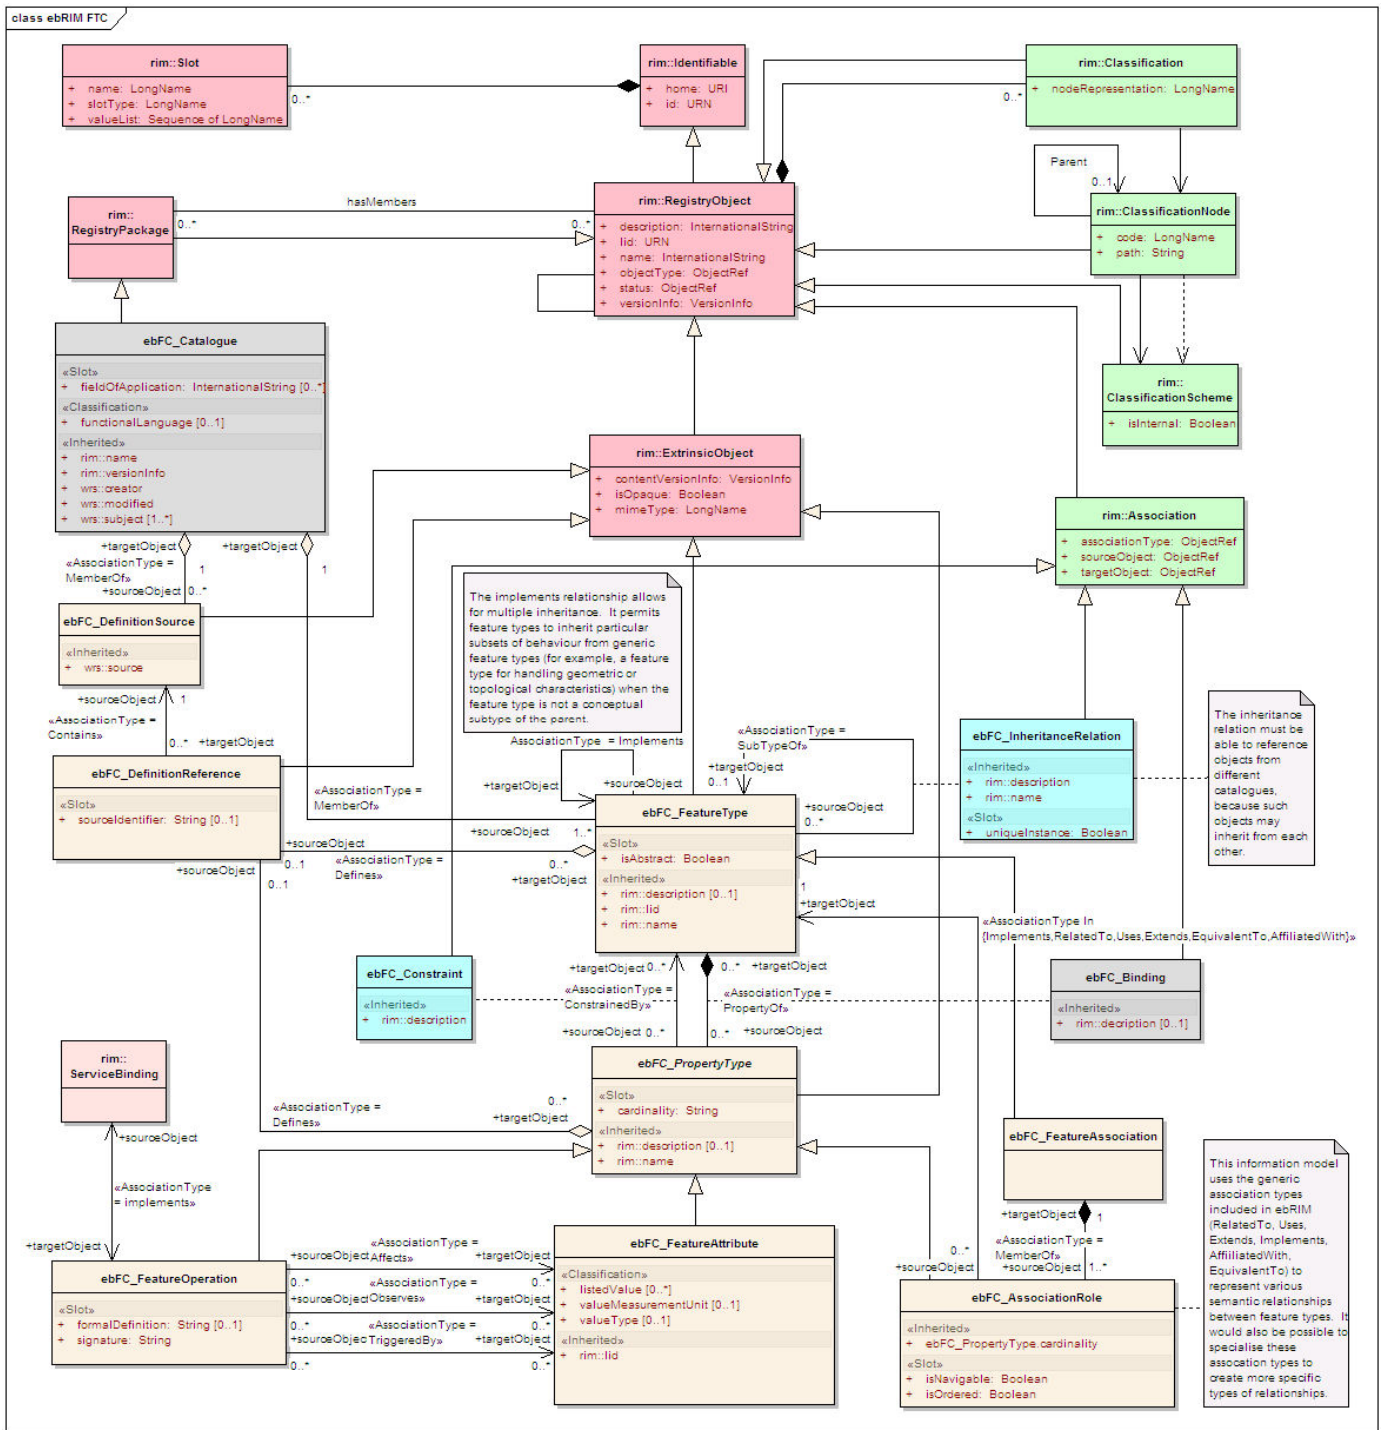 class ebRIM FTC
rim::Slot
+ name: LongName
+ slotType: LongName
+ valueList: Sequence of LongName
0..*
rim::Identifiable
+ home: URI
+ id: URN
rim::Classification
+ nodeRepresentation: LongName
0..*
Parent
0..1
rim::ClassificationNode
+ code: LongName
+ path: String
rim::
RegistryPackage
hasMembers
0..*
0..*
rim::RegistryObject
+ description: InternationalString
+ lid: URN
+ name: InternationalString
+ objectType: ObjectRef
+ status: ObjectRef
+ versionInfo: VersionInfo
rim::
ClassificationScheme
+ isInternal: Boolean
ebFC_Catalogue
«Slot»
+ fieldOfApplication: InternationalString [0..*]
«Classification»
+ functionalLanguage [0..1]
«Inherited»
+ rim::name
+ rim::versionInfo
+ wrs::creator
+ wrs::modified
+ wrs::subject [1..*]
rim::ExtrinsicObject
+ contentVersionInfo: VersionInfo
+ isOpaque: Boolean
+ mimeType: LongName
rim::Association
+ associationType: ObjectRef
+ sourceObject: ObjectRef
+ targetObject: ObjectRef
+targetObject
+targetObject
«AssociationType =
MemberOf»
1
1
+sourceObject
0..*
ebFC_DefinitionSource
«Inherited»
+ wrs::source
The implements relationship allows
for multiple inheritance. It permits
feature types to inherit particular
subsets of behaviour from generic
feature types (for example, a feature
type for handling geometric or
topological characteristics) when the
feature type is not a conceptual
subtype of the parent.
+sourceObject
1
«AssociationType =
Contains»
0..*
+targetObject
ebFC_DefinitionReference
«Slot»
+ sourceIdentifier: String [0..1]
AssociationType = Implements
+targetObject
+sourceObject
«AssociationType =
SubTypeOf»
+targetObject
0..1
+sourceObject
0..*
ebFC_InheritanceRelation
«Inherited»
+ rim::description
+ rim::name
«Slot»
+ uniqueInstance: Boolean
The inheritance
relation must be
able to reference
objects from
different
catalogues,
because such
objects may
inherit from each
other.
«AssociationType =
MemberOf»
+sourceObject
1..*
ebFC_FeatureType
«Slot»
+ isAbstract: Boolean
«Inherited»
+ rim::description [0..1]
+ rim::lid
+ rim::name
+sourceObject
0..1
«AssociationType =
Defines»
0..*
+targetObject
+sourceObject
0..1
1
+targetObject
«AssociationType In
{Implements,RelatedTo,Uses,Extends,EquivalentTo,AffiliatedWith}»
ebFC_Constraint
«Inherited»
+ rim::description
+targetObject
0..*
«AssociationType =
ConstrainedBy»
+sourceObject
0..*
0..*
+targetObject
«AssociationType =
PropertyOf»
+sourceObject
0..*
ebFC_Binding
«Inherited»
+ rim::decription [0..1]
rim::
ServiceBinding
+sourceObject
«AssociationType
= implements»
+targetObject
«AssociationType =
Defines»
0..*
+targetObject
ebFC_PropertyType
«Slot»
+ cardinality: String
«Inherited»
+ rim::description [0..1]
+ rim::name
ebFC_FeatureAssociation
+targetObject
1
«AssociationType =
MemberOf»
+sourceObject
1..*
0..*
+sourceObject
This information model
uses the generic
association types
included in ebRIM
(RelatedTo, Uses,
Extends, Implements,
AffiliiatedWith,
EquivalentTo) to
represent various
semantic relationships
between feature types. It
would also be possible to
specialise these
assocation types to
create more specific
types of relationships.
ebFC_FeatureOperation
«Slot»
+ formalDefinition: String [0..1]
+ signature: String
+sourceObject
«AssociationType =
Affects»
+targetObject
0..*
0..*
+sourceObject
«AssociationType =
Observes»
+targetObject
0..*
0..*
+sourceObject
«AssociationType =
TriggeredBy»
+targetObject
0..*
0..*
ebFC_FeatureAttribute
«Classification»
+ listedValue [0..*]
+ valueMeasurementUnit [0..1]
+ valueType [0..1]
«Inherited»
+ rim::lid
ebFC_AssociationRole
«Inherited»
+ ebFC_PropertyType.cardinality
«Slot»
+ isNavigable: Boolean
+ isOrdered: Boolean